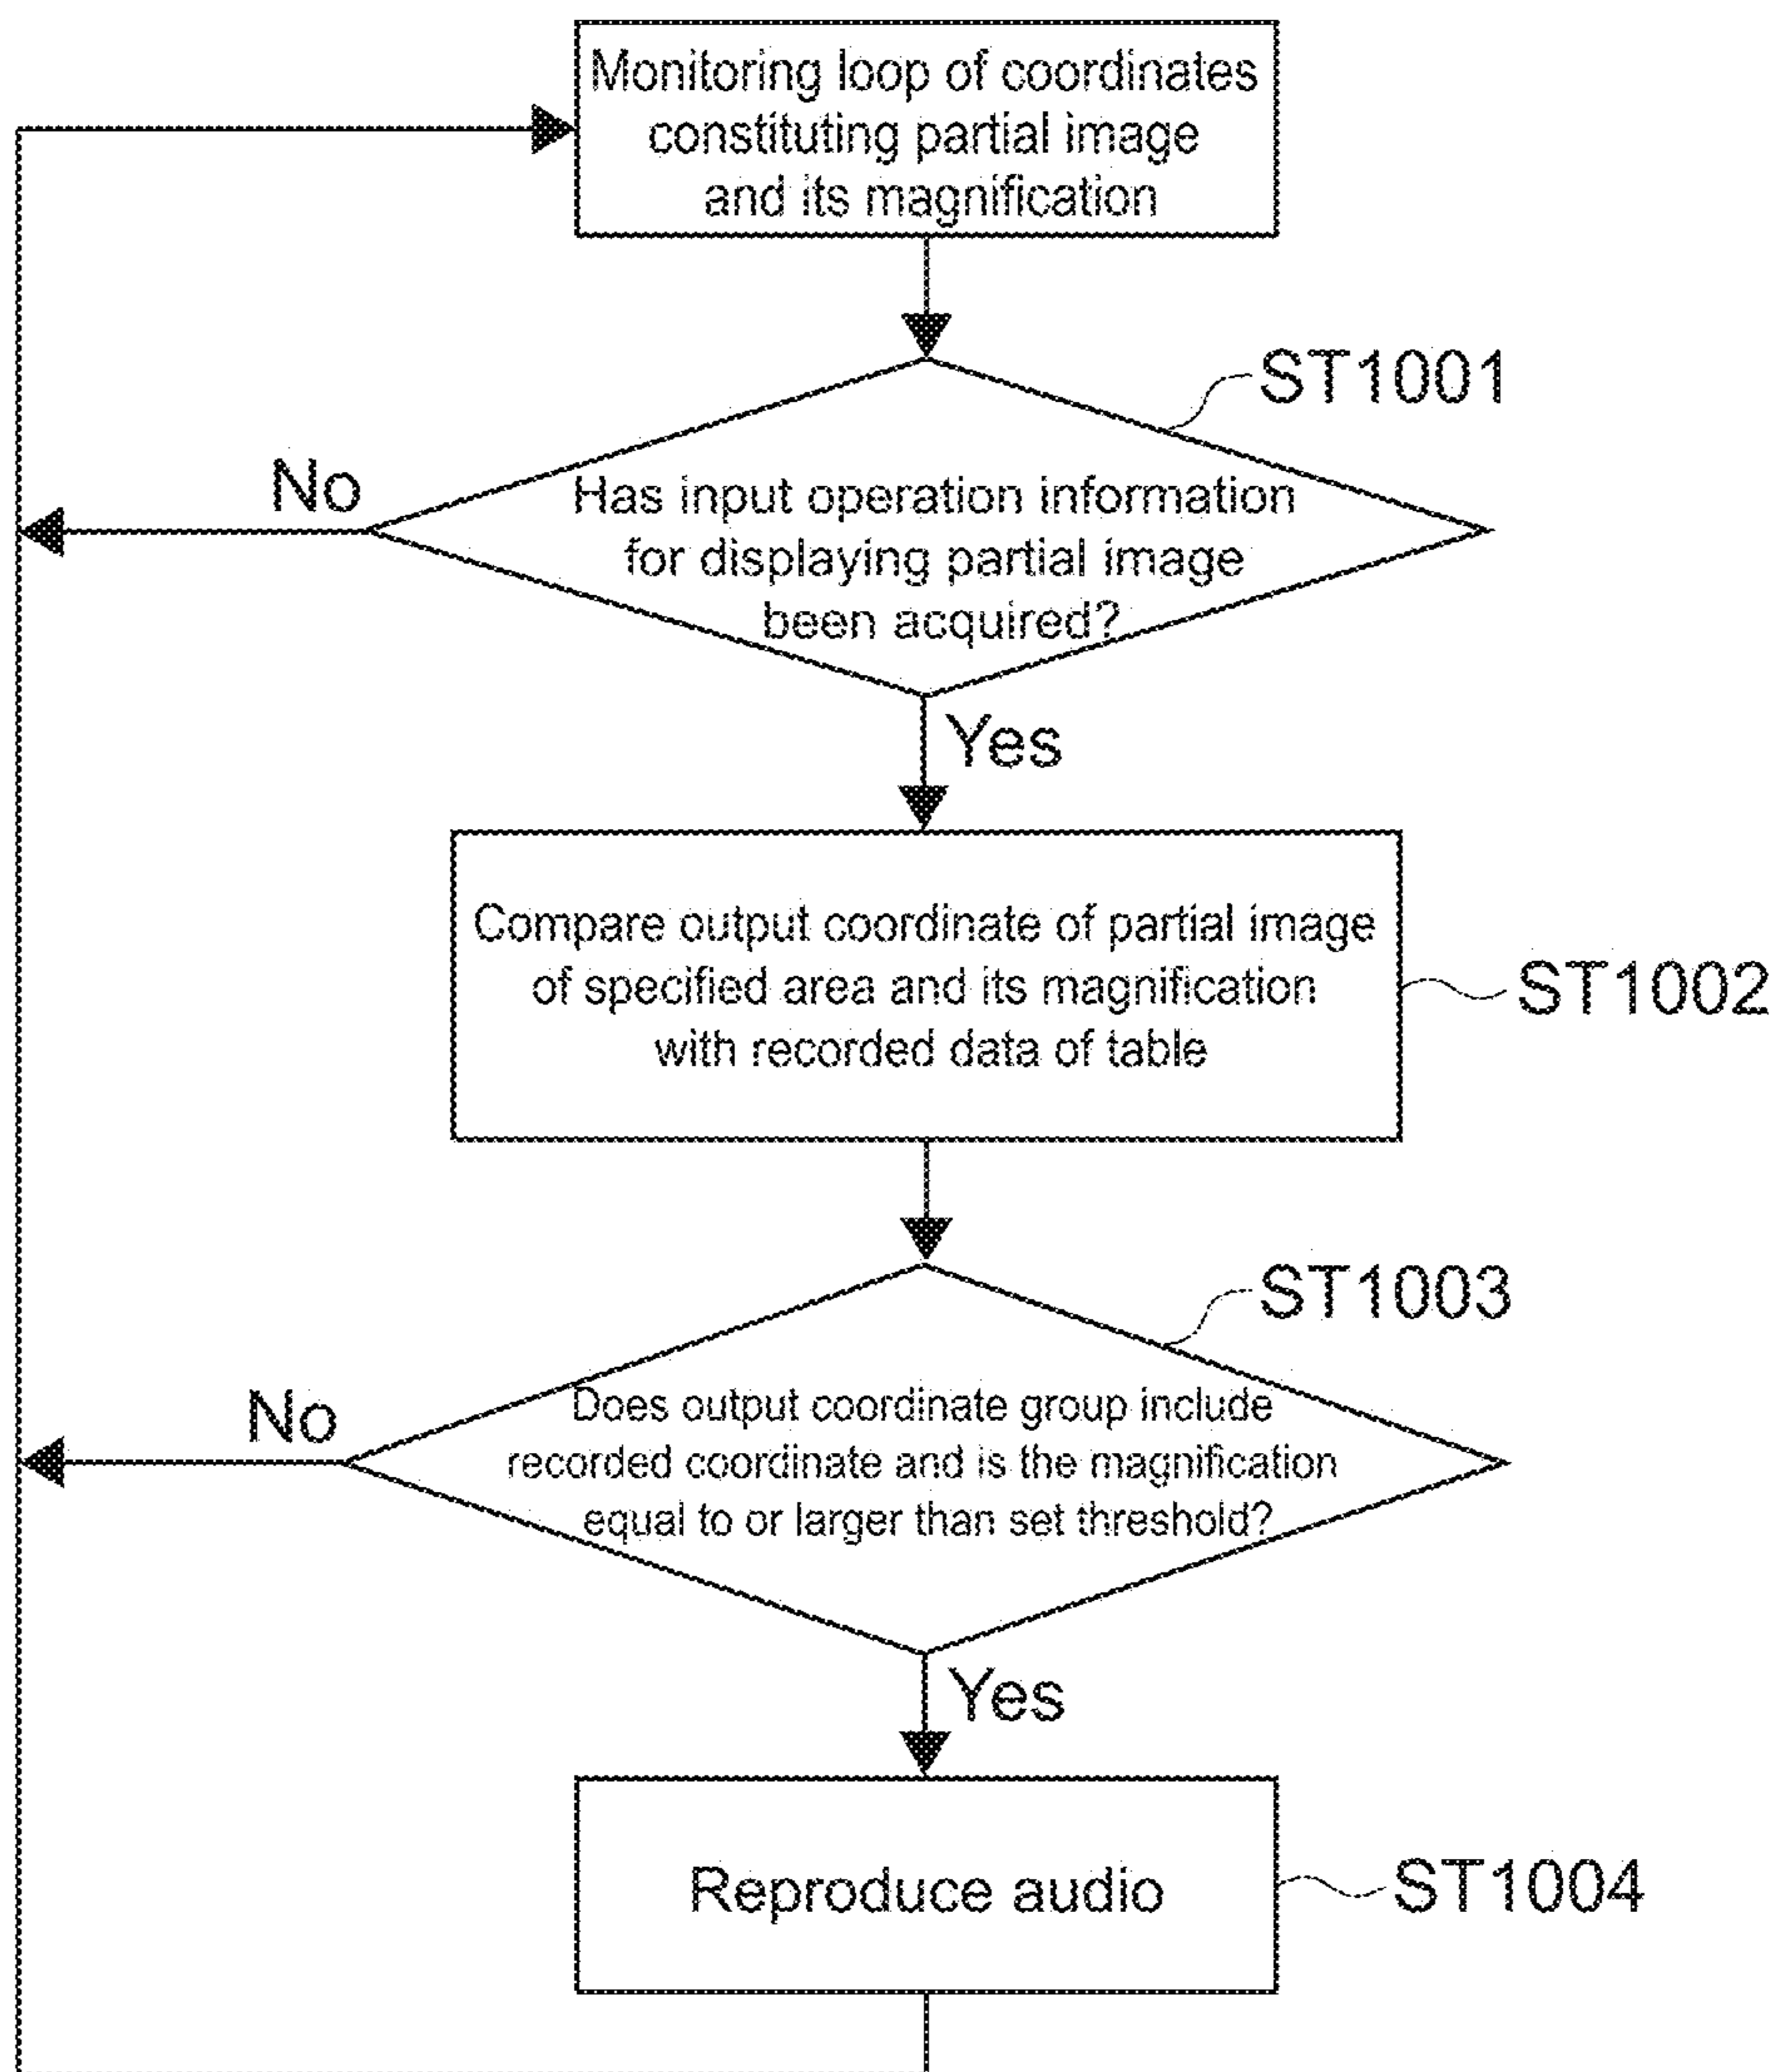 Monitoring loop of coordinates
constituting partial image
and its magnification
ST1001
No
Has input operation information
for displaying partial image
been acquired?
Yes
Compare output coordinate of partial image
of specified area and its magnification
with recorded data of table
ST1002
ST1003
No
Does output coordinate group include
recorded coordinate and is the magnification
equal to or larger than set threshold?
Yes
Reproduce audio
ST1004